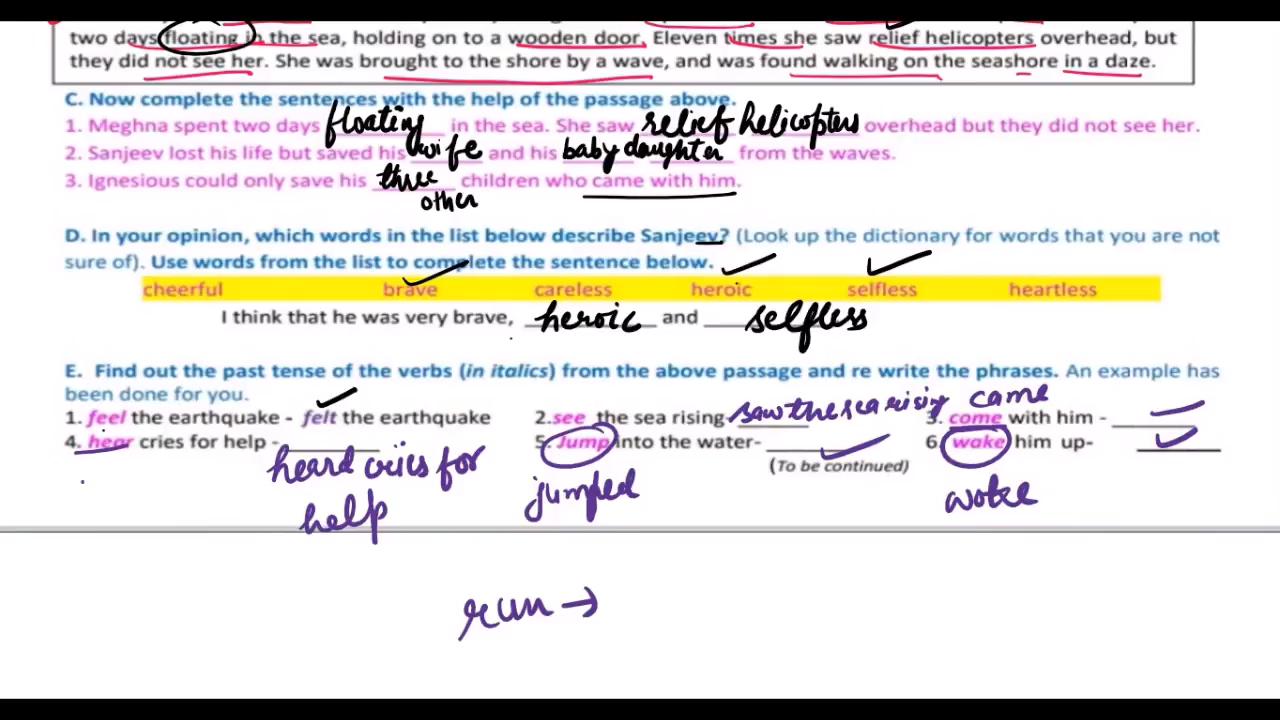 two days floating in the sea, holding on to a wooden door. Eleven times she saw relief helicopters overhead, but
they did not see her. She was brought to the shore by a wave, and was found walking on the seashore in a daze.
C. Now complete the sentences with the help of the passage above.
1. Meghna spent two days floating in the sea. She saw relief helicopters overhead but they did not see her.
2. Sanjeev lost his life but saved his wife and his baby daughter from the waves.
3. Ignesious could only save his three children who came with him.
other
D. In your opinion, which words in the list below describe Sanjeev? (Look up the dictionary for words that you are not
sure of). Use words from the list to complete the sentence below.
cheerful brave careless heroic selfless heartless
I think that he was very brave, heroic and selfless
E. Find out the past tense of the verbs (in italics) from the above passage and re write the phrases. An example has
been done for you.
1. feel the earthquake - felt the earthquake 2.see the sea rising- saw the sea rising 3. come with him - came
4. hear cries for help - 5. Jump into the water- 6. wake him up-
(To be continued)
heard cries for
help
jumped
woke
run →